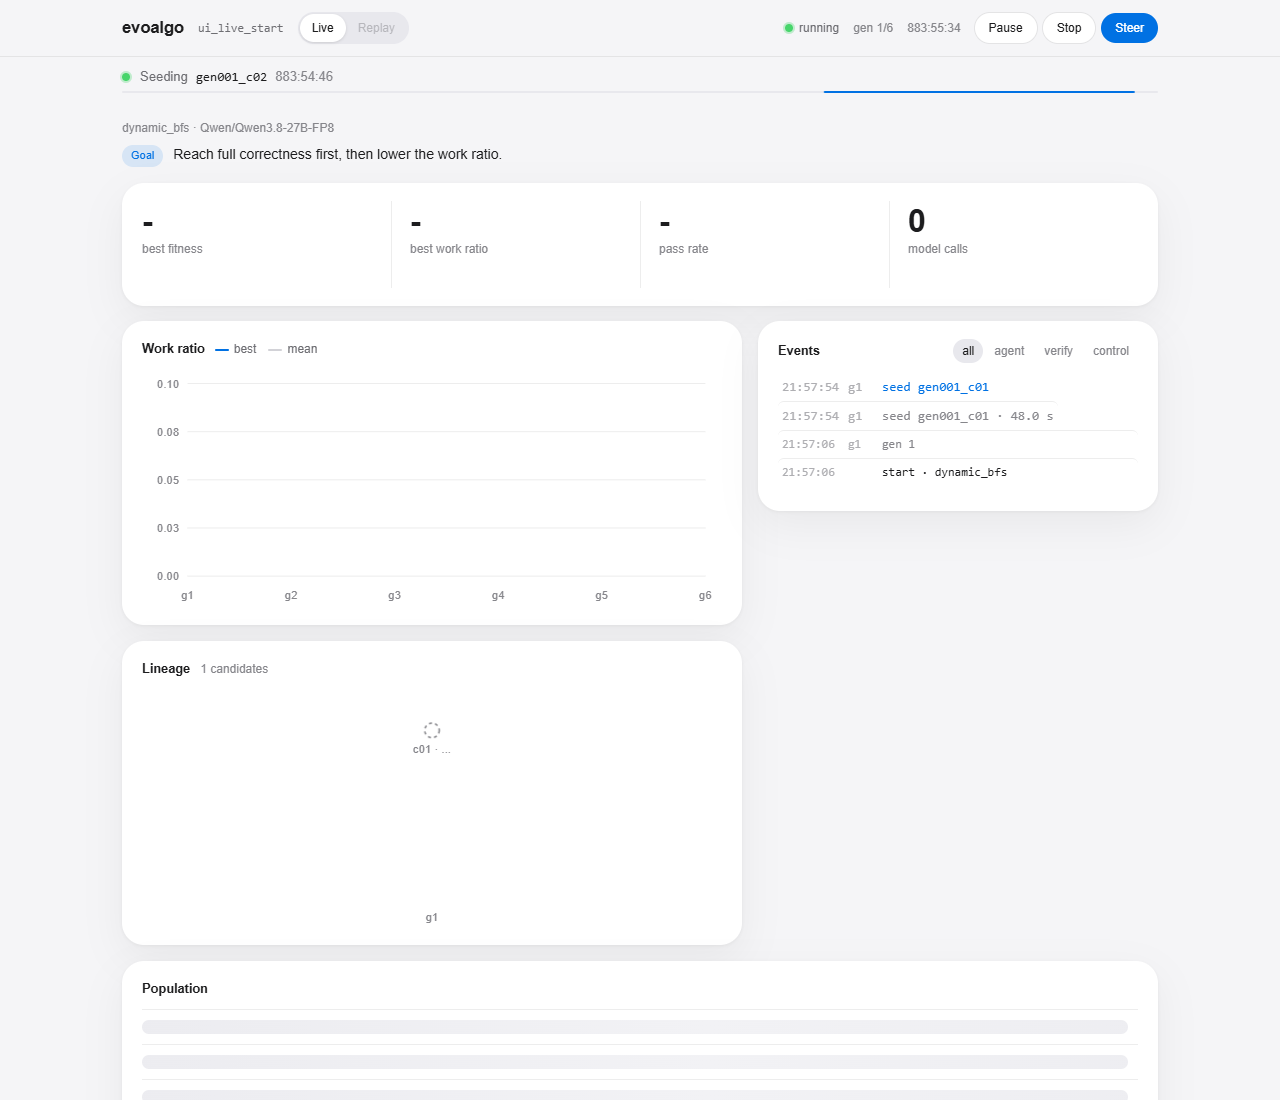 evoalgo ui_live_start Live Replay running gen 1/6 883:55:34 Pause Stop Steer
Seeding gen001_c02 883:54:46
dynamic_bfs · Qwen/Qwen3.8-27B-FP8
Goal Reach full correctness first, then lower the work ratio.
- - - 0
best fitness best work ratio pass rate model calls
Work ratio best mean
0.10
0.08
0.05
0.03
0.00
g1 g2 g3 g4 g5 g6
Events all agent verify control
21:57:54 g1 seed gen001_c01
21:57:54 g1 seed gen001_c01 · 48.0 s
21:57:06 g1 gen 1
21:57:06 start · dynamic_bfs
Lineage 1 candidates
c01 · ...
g1
Population